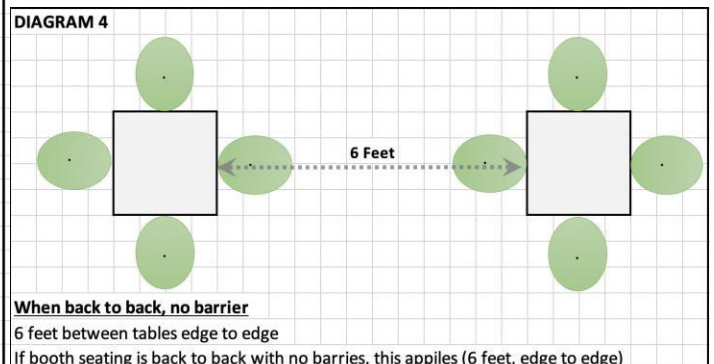 DIAGRAM 4
6 Feet
When back to back, no barrier
6 feet between tables edge to edge
If booth seating is back to back with no barries, this appiles (6 feet, edge to edge)